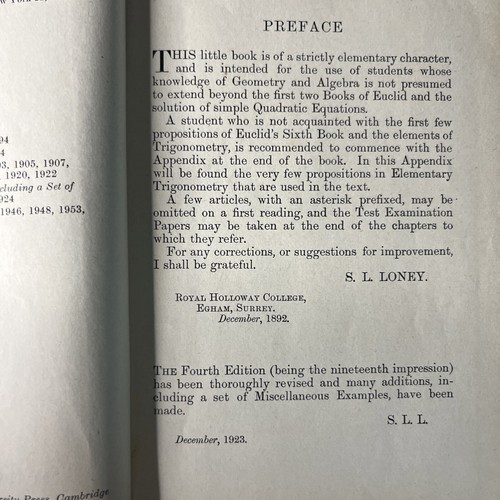 94
4
3, 1905, 1907,
, 1920, 1922
cluding a Set of
924
1946, 1948, 1953,
rsity Press, Cambridge
PREFACE
THIS little book is of a strictly elementary character,
and is intended for the use of students whose
knowledge of Geometry and Algebra is not presumed
to extend beyond the first two Books of Euclid and the
solution of simple Quadratic Equations.
A student who is not acquainted with the first few
propositions of Euclid's Sixth Book and the elements of
Trigonometry, is recommended to commence with the
Appendix at the end of the book. In this Appendix
will be found the very few propositions in Elementary
Trigonometry that are used in the text.
A few articles, with an asterisk prefixed, may be
omitted on a first reading, and the Test Examination
Papers may be taken at the end of the chapters to
which they refer.
For any corrections, or suggestions for improvement,
I shall be grateful.
S. L. LONEY.
ROYAL HOLLOWAY COLLEGE,
EGHAM, SURREY.
December, 1892.
THE Fourth Edition (being the nineteenth impression)
has been thoroughly revised and many additions, in-
cluding a set of Miscellaneous Examples, have been
made.
S. L. L.
December, 1923.